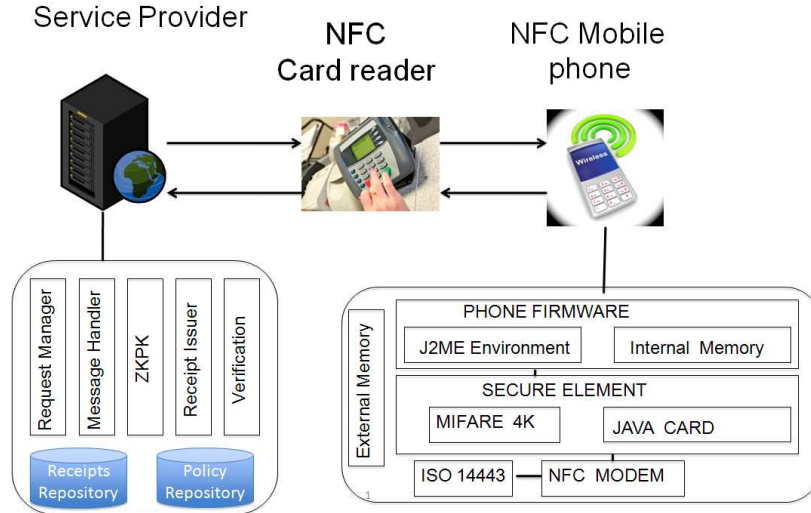 Service Provider
NFC
Card reader
NFC Mobile
phone
Wireless
Request Manager
Message Handler
ZKPK
Receipt Issuer
Verification
Receipts
Repository
Policy
Repository
External Memory
PHONE FIRMWARE
J2ME Environment
Internal Memory
SECURE ELEMENT
MIFARE 4K
JAVA CARD
ISO 14443
NFC MODEM
1